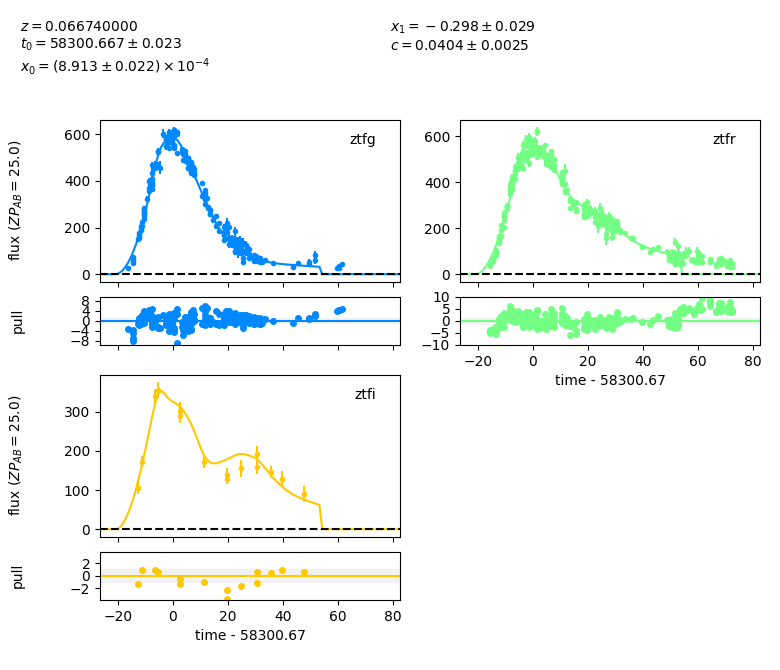 z = 0.066740000
t₀ = 58300.667 ± 0.023
x₀ = (8.913 ± 0.022) × 10⁻⁴
x₁ = −0.298 ± 0.029
c = 0.0404 ± 0.0025
flux (ZP_AB = 25.0)
600
400
200
0
ztfg
600
400
200
0
ztfr
pull
8
4
0
−4
−8
10
5
0
−5
−10
−20 0 20 40 60 80
time - 58300.67
flux (ZP_AB = 25.0)
300
200
100
0
ztfi
pull
2
0
−2
−20 0 20 40 60 80
time - 58300.67